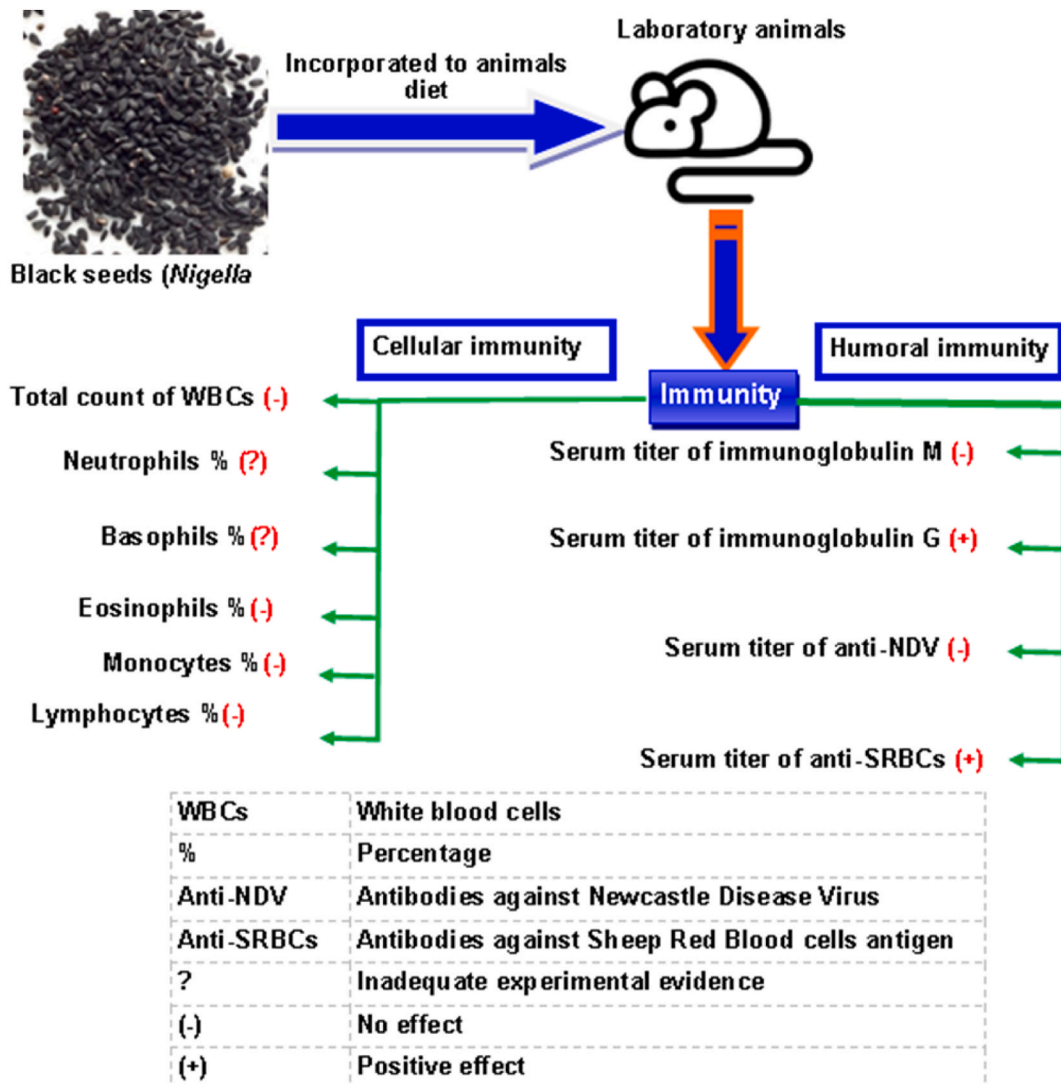 Laboratory animals
Incorporated to animals
diet
Black seeds (Nigella
Cellular immunity
Humoral immunity
Immunity
Total count of WBCs (-)
Neutrophils % (?)
Basophils % (?)
Eosinophils % (-)
Monocytes % (-)
Lymphocytes % (-)
Serum titer of immunoglobulin M (-)
Serum titer of immunoglobulin G (+)
Serum titer of anti-NDV (-)
Serum titer of anti-SRBCs (+)
WBCs White blood cells
% Percentage
Anti-NDV Antibodies against Newcastle Disease Virus
Anti-SRBCs Antibodies against Sheep Red Blood cells antigen
? Inadequate experimental evidence
(-) No effect
(+) Positive effect